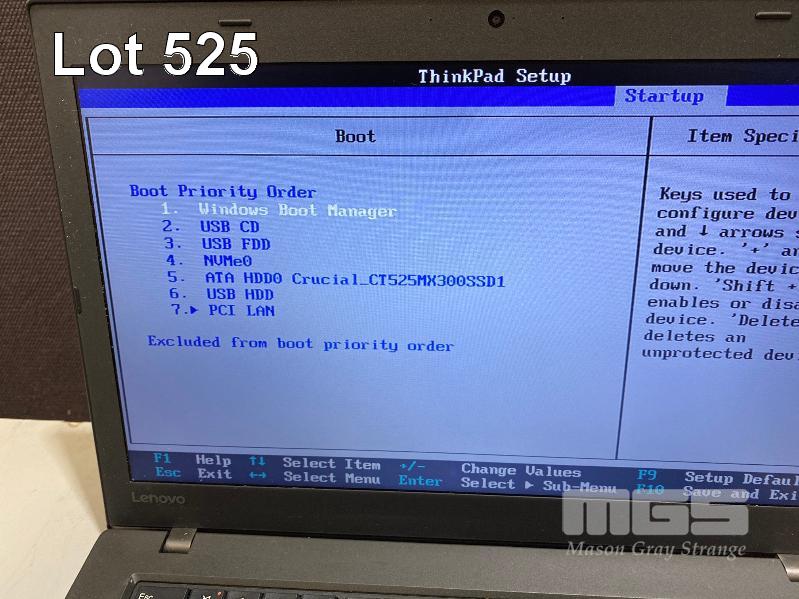 Lot 525
ThinkPad Setup
Startup
Boot
Item Speci
Boot Priority Order
1. Windows Boot Manager
2. USB CD
3. USB FDD
4. NVMe0
5. ATA HDD0 Crucial_CT525MX300SSD1
6. USB HDD
7.▶ PCI LAN
Excluded from boot priority order
Keys used to
configure dev
and ↓ arrows s
device. '+' an
move the devic
down. 'Shift +
enables or disa
device. 'Delete
deletes an
unprotected dev
F1 Help ↑↓ Select Item +/- Change Values F9 Setup Defaul
Esc Exit ↔ Select Menu Enter Select ▶ Sub-Menu F10 Save and Exi
Lenovo
MGS
Mason Gray Strange
Esc